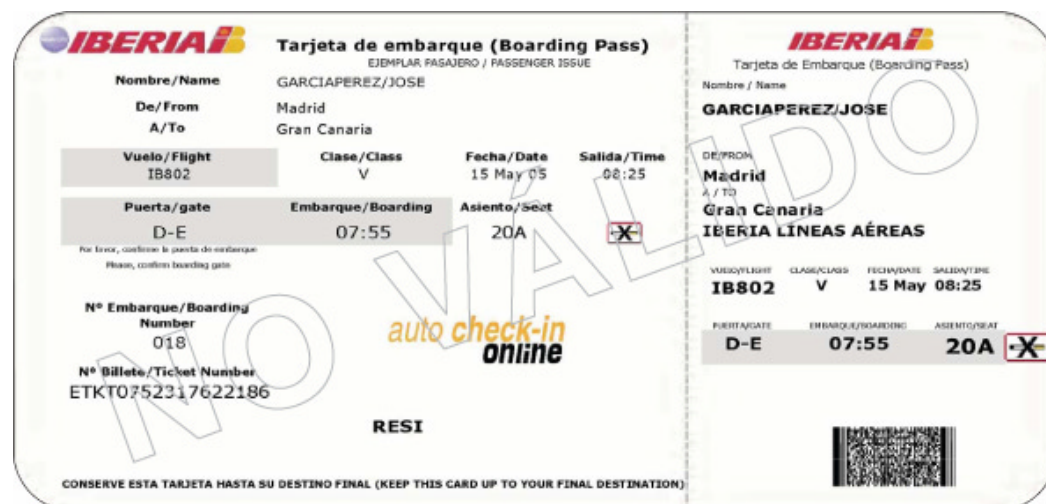 IBERIA
Tarjeta de embarque (Boarding Pass)
EJEMPLAR PASAJERO / PASSENGER ISSUE
Nombre/Name GARCIAPEREZ/JOSE
De/From Madrid
A/To Gran Canaria
Vuelo/Flight Clase/Class Fecha/Date Salida/Time
IB802 V 15 May 05 08:25
Puerta/gate Embarque/Boarding Asiento/Seat
D-E 07:55 20A
Por favor, confirme la puerta de embarque
Please, confirm boarding gate
Nº Embarque/Boarding
Number
018
Nº Billete/Ticket Number
ETKT0752317622186
auto check-in
online
RESI
CONSERVE ESTA TARJETA HASTA SU DESTINO FINAL (KEEP THIS CARD UP TO YOUR FINAL DESTINATION)
NO VÁLIDO
IBERIA
Tarjeta de Embarque (Boarding Pass)
Nombre / Name
GARCIAPEREZ/JOSE
DE/FROM
Madrid
A / TO
Gran Canaria
IBERIA LÍNEAS AÉREAS
VUELO/FLIGHT CLASE/CLASS FECHA/DATE SALIDA/TIME
IB802 V 15 May 08:25
PUERTA/GATE EMBARQUE/BOARDING ASIENTO/SEAT
D-E 07:55 20A